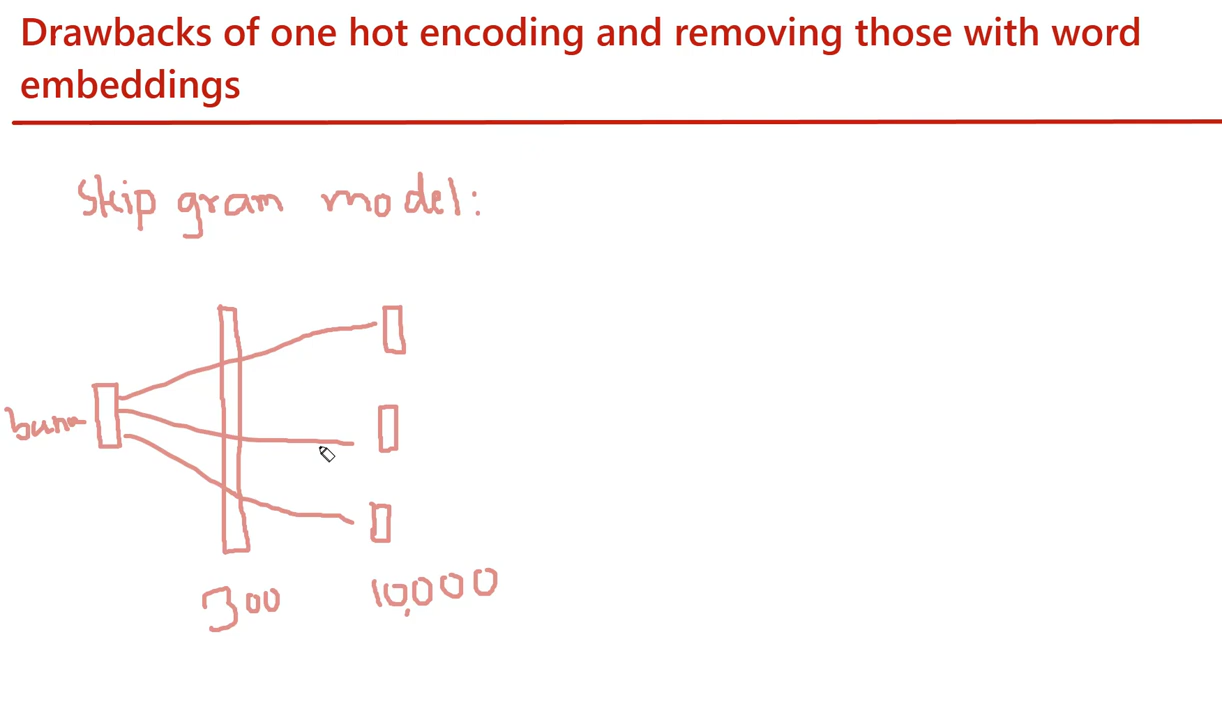 Drawbacks of one hot encoding and removing those with word
embeddings
Skip gram model:
300
10,000